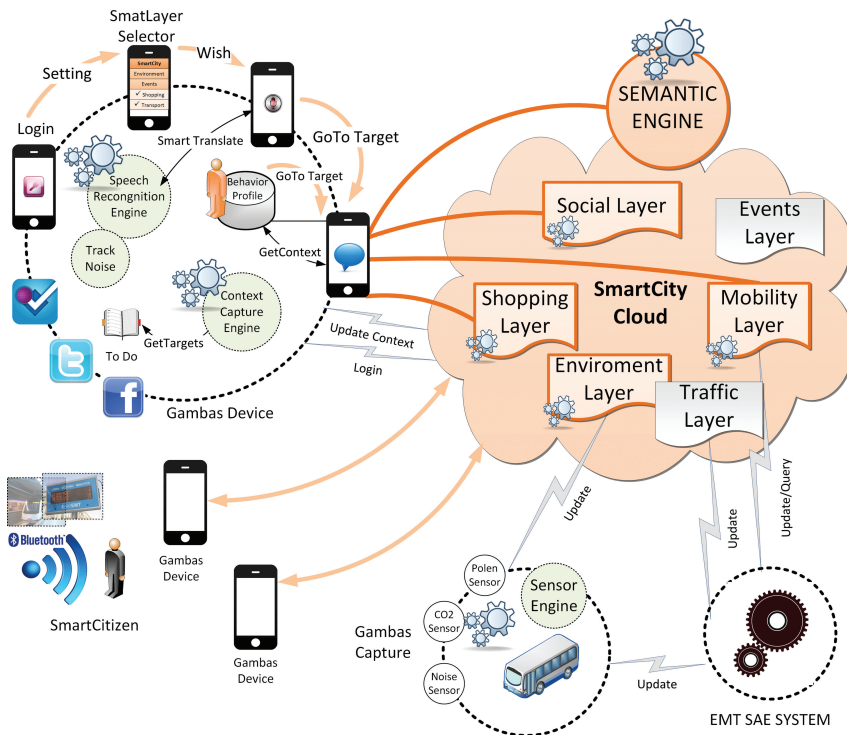 SmatLayer
Selector
Setting
Wish
SmartCity
Environment
Events
✓ Shopping
✓ Transport
Login
Smart Translate
GoTo Target
Speech
Recongnition
Engine
Behavior
Profile
GoTo Target
Track
Noise
GetContext
Context
Capture
Engine
GetTargets
To Do
Update Context
Login
Gambas Device
SEMANTIC
ENGINE
Social Layer
Events
Layer
SmartCity
Cloud
Shopping
Layer
Mobility
Layer
Enviroment
Layer
Traffic
Layer
Bluetooth
SmartCitizen
Gambas
Device
Gambas
Device
Update
Update
Update/Query
Polen
Sensor
Sensor
Engine
CO2
Sensor
Gambas
Capture
Noise
Sensor
Update
EMT SAE SYSTEM